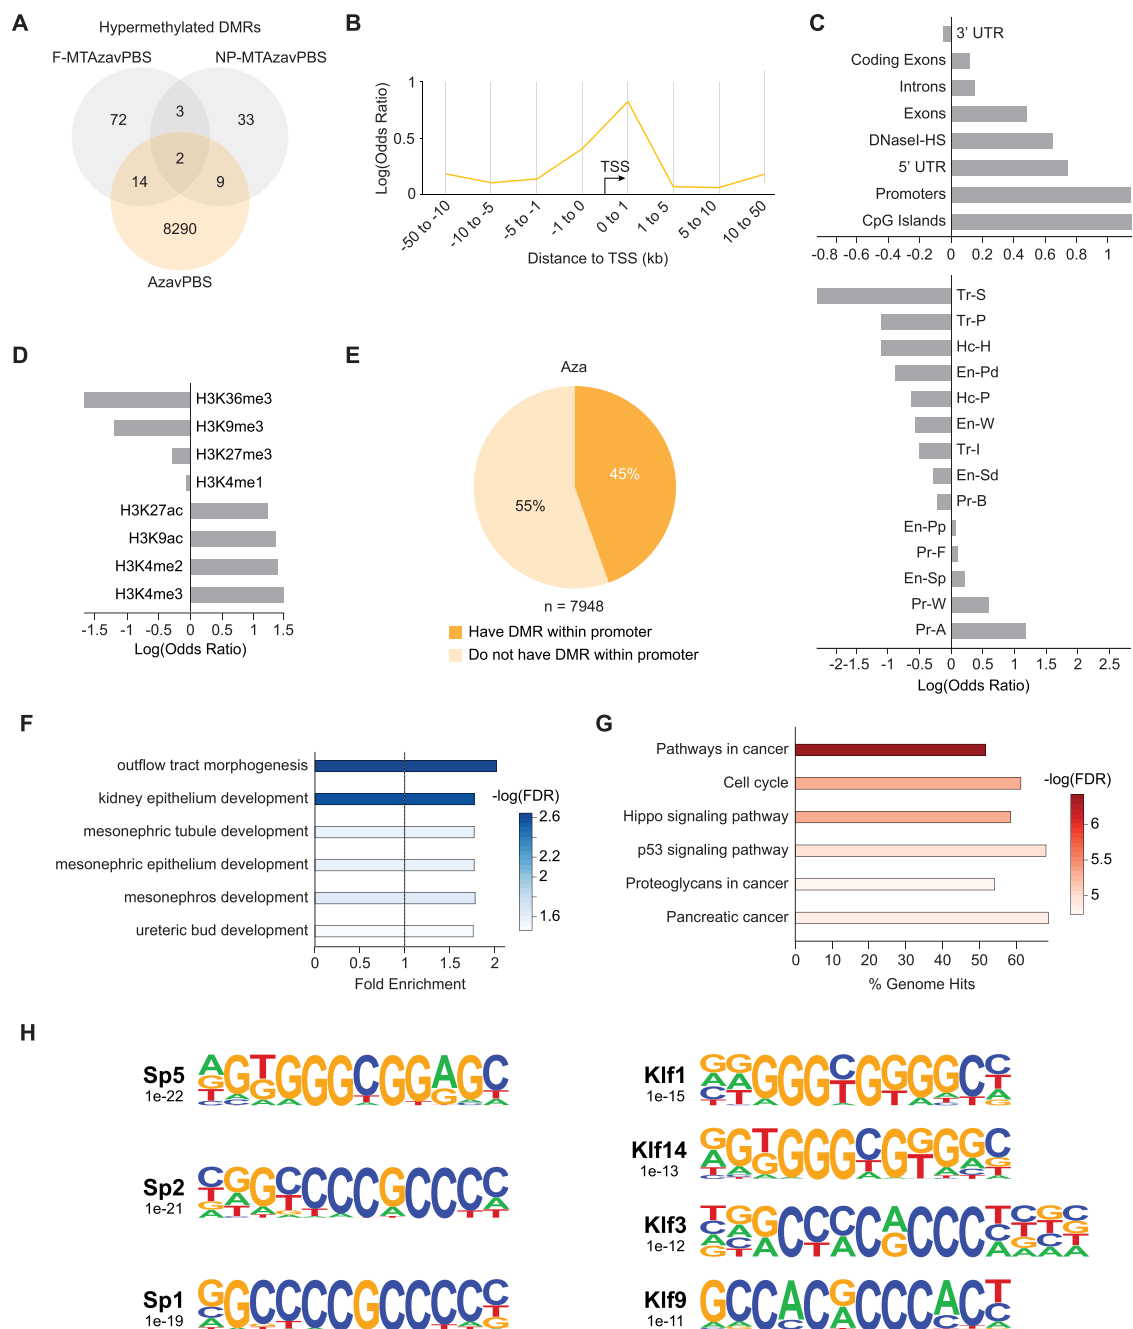 A
Hypermethylated DMRs
F-MTAzavPBS
NP-MTAzavPBS
72
3
33
2
14
9
8290
AzavPBS
B
Log(Odds Ratio)
1
0.5
0
TSS
-50 to -10
-10 to -5
-5 to -1
-1 to 0
0 to 1
1 to 5
5 to 10
10 to 50
Distance to TSS (kb)
C
3' UTR
Coding Exons
Introns
Exons
DNaseI-HS
5' UTR
Promoters
CpG Islands
-0.8 -0.6 -0.4 -0.2 0 0.2 0.4 0.6 0.8 1
Tr-S
Tr-P
Hc-H
En-Pd
Hc-P
En-W
Tr-I
En-Sd
Pr-B
En-Pp
Pr-F
En-Sp
Pr-W
Pr-A
-2 -1.5 -1 -0.5 0 0.5 1 1.5 2 2.5
Log(Odds Ratio)
D
H3K36me3
H3K9me3
H3K27me3
H3K4me1
H3K27ac
H3K9ac
H3K4me2
H3K4me3
-1.5 -1 -0.5 0 0.5 1 1.5
Log(Odds Ratio)
E
Aza
45%
55%
n = 7948
Have DMR within promoter
Do not have DMR within promoter
F
outflow tract morphogenesis
kidney epithelium development
mesonephric tubule development
mesonephric epithelium development
mesonephros development
ureteric bud development
0 0.5 1 1.5 2
Fold Enrichment
-log(FDR)
2.6
2.2
2
1.6
G
Pathways in cancer
Cell cycle
Hippo signaling pathway
p53 signaling pathway
Proteoglycans in cancer
Pancreatic cancer
0 10 20 30 40 50 60
% Genome Hits
-log(FDR)
6
5.5
5
H
Sp5
1e-22
AGTGGGCGGAGC
Sp2
1e-21
CGGCCCCGCCCC
Sp1
1e-19
GGCCCCGCCCCC
Klf1
1e-15
GGGGGCGGGGCC
Klf14
1e-13
GGTGGGCGGGGC
Klf3
1e-12
TGGCCCCACCCTCGC
Klf9
1e-11
GCCACGCCCACT